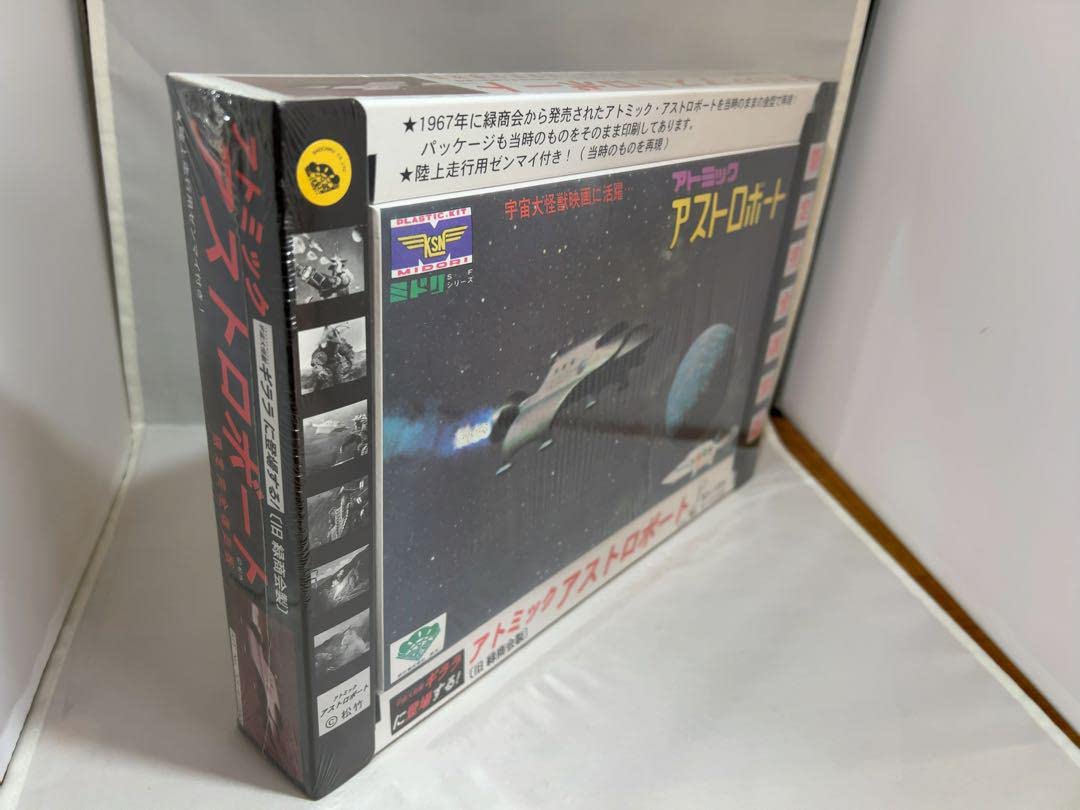 ★1967年に緑商会から発売されたアトミック・アストロボートを当時のままの金型で再現!
パッケージも当時のものをそのまま印刷してあります。
★陸上走行用ゼンマイ付き!(当時のものを再現)
宇宙大怪獣映画に活躍…
アトミック
アストロボート
PLASTIC-KIT
KSN
MIDORI
ミドリ
SF
シリーズ
アトミックアストロボート
(旧 緑商会製)
ギララ
に登場する!
アトミック
アストロボート
ギララに登場する!
(旧 緑商会製)
アトミック
アストロボート
©松竹